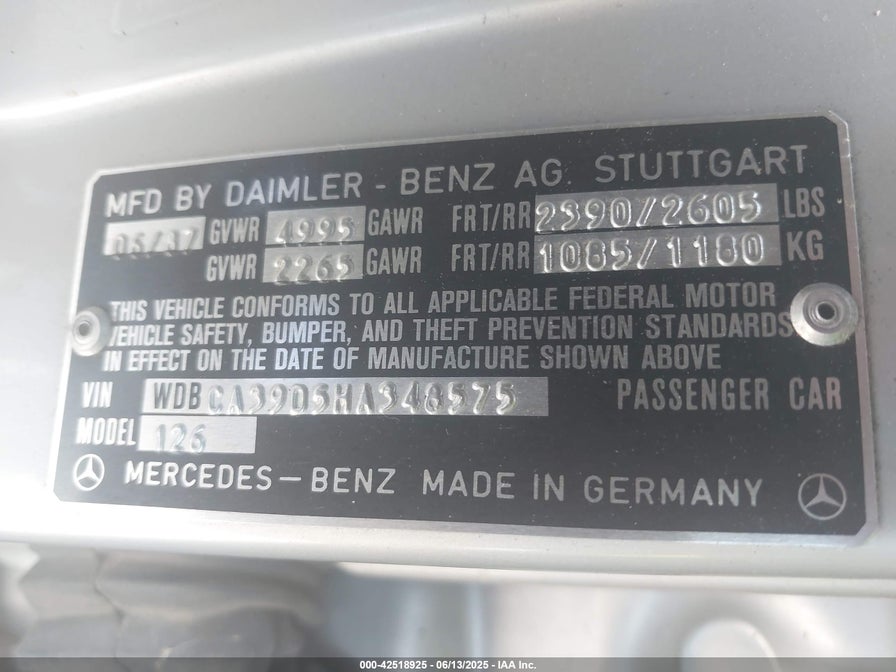 MFD BY DAIMLER - BENZ AG. STUTTGART
GVWR 4995 GAWR FRT/RR 2390/2605 LBS
GVWR 2265 GAWR FRT/RR 1085/1180 KG
THIS VEHICLE CONFORMS TO ALL APPLICABLE FEDERAL MOTOR
VEHICLE SAFETY, BUMPER, AND THEFT PREVENTION STANDARDS
IN EFFECT ON THE DATE OF MANUFACTURE SHOWN ABOVE
VIN WDBCA39D5HA348575 PASSENGER CAR
MODEL 126
MERCEDES - BENZ MADE IN GERMANY
000-42518925 - 06/13/2025 - IAA Inc.